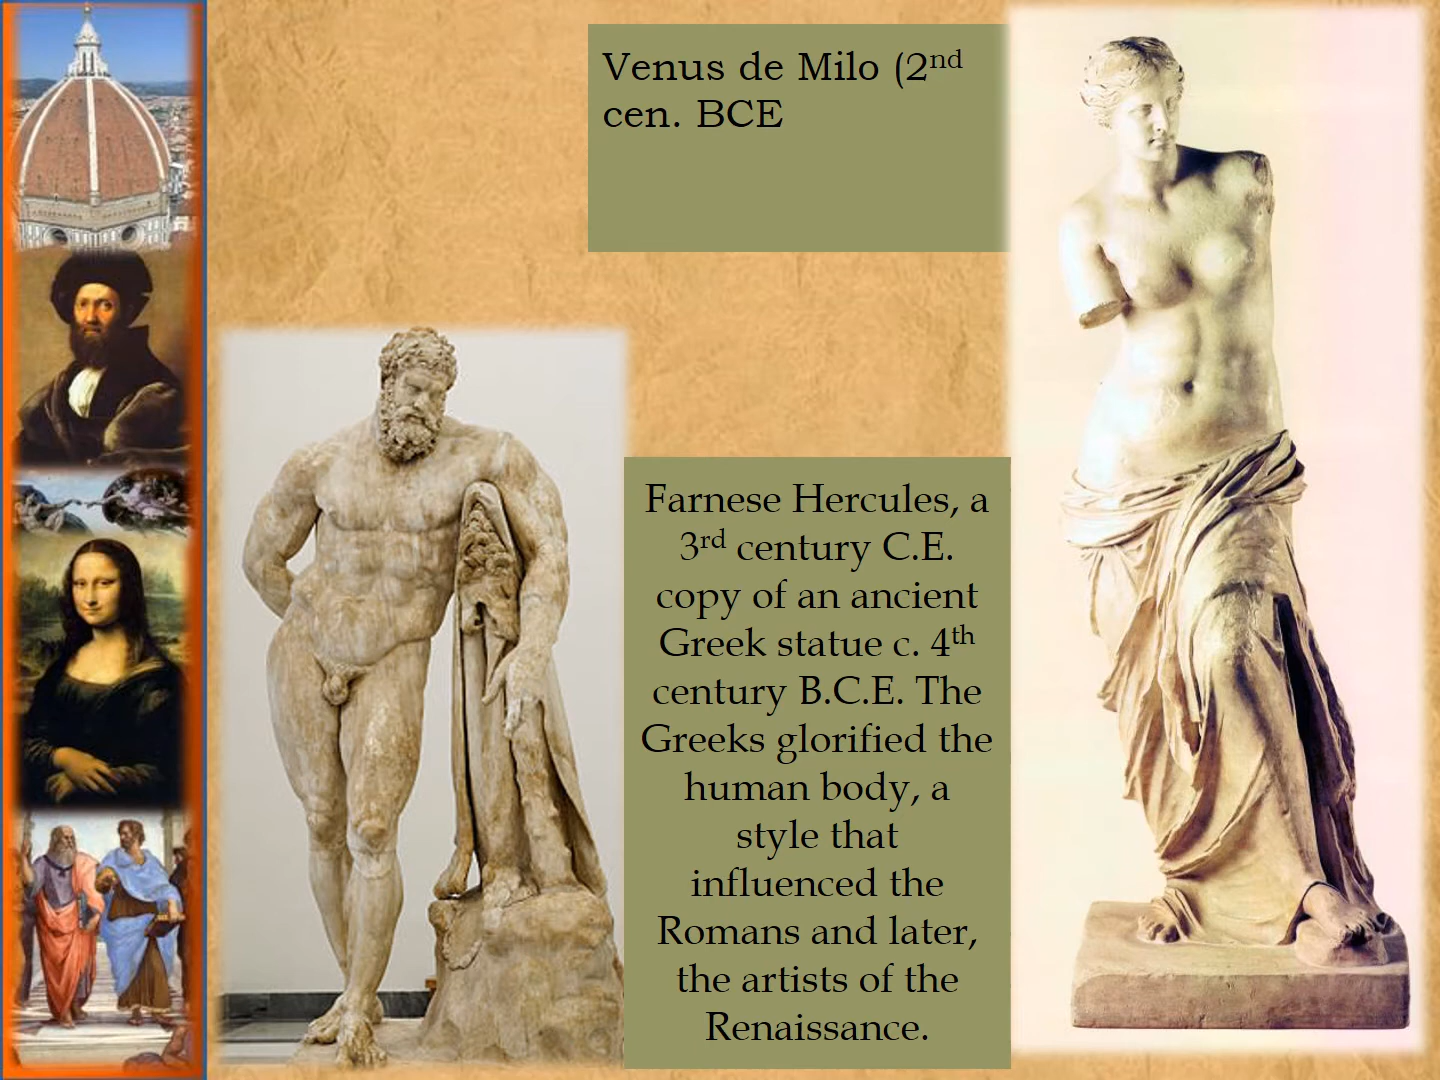 Venus de Milo (2nd
cen. BCE
Farnese Hercules, a
3rd century C.E.
copy of an ancient
Greek statue c. 4th
century B.C.E. The
Greeks glorified the
human body, a
style that
influenced the
Romans and later,
the artists of the
Renaissance.